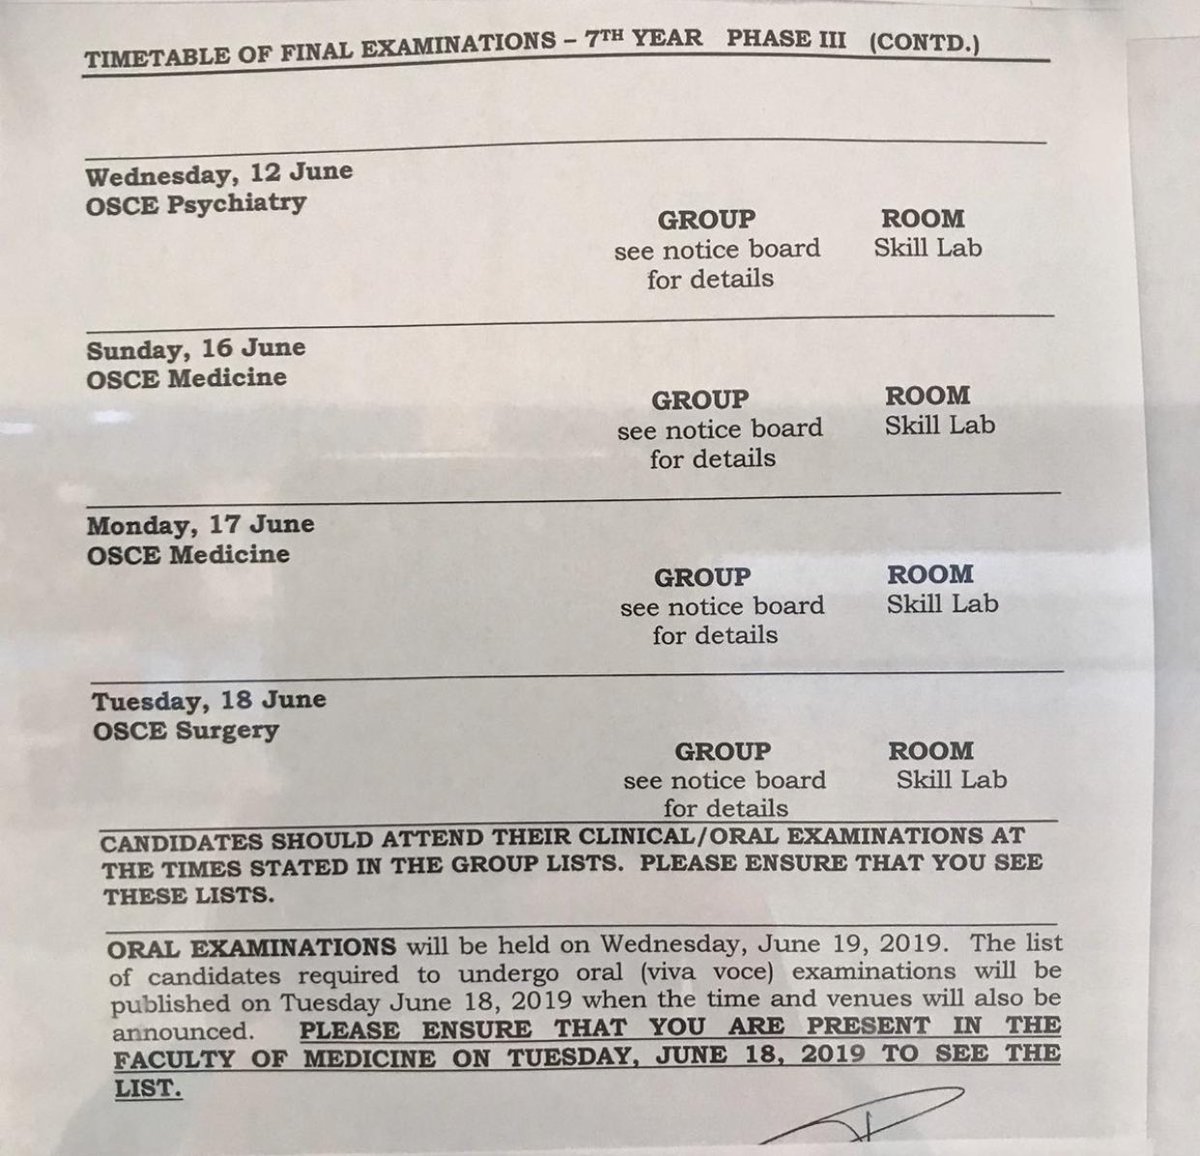 TIMETABLE OF FINAL EXAMINATIONS – 7TH YEAR PHASE III (CONTD.)
Wednesday, 12 June
OSCE Psychiatry
GROUP ROOM
see notice board Skill Lab
for details
Sunday, 16 June
OSCE Medicine
GROUP ROOM
see notice board Skill Lab
for details
Monday, 17 June
OSCE Medicine
GROUP ROOM
see notice board Skill Lab
for details
Tuesday, 18 June
OSCE Surgery
GROUP ROOM
see notice board Skill Lab
for details
CANDIDATES SHOULD ATTEND THEIR CLINICAL/ORAL EXAMINATIONS AT
THE TIMES STATED IN THE GROUP LISTS. PLEASE ENSURE THAT YOU SEE
THESE LISTS.
ORAL EXAMINATIONS will be held on Wednesday, June 19, 2019. The list
of candidates required to undergo oral (viva voce) examinations will be
published on Tuesday June 18, 2019 when the time and venues will also be
announced. PLEASE ENSURE THAT YOU ARE PRESENT IN THE
FACULTY OF MEDICINE ON TUESDAY, JUNE 18, 2019 TO SEE THE
LIST.